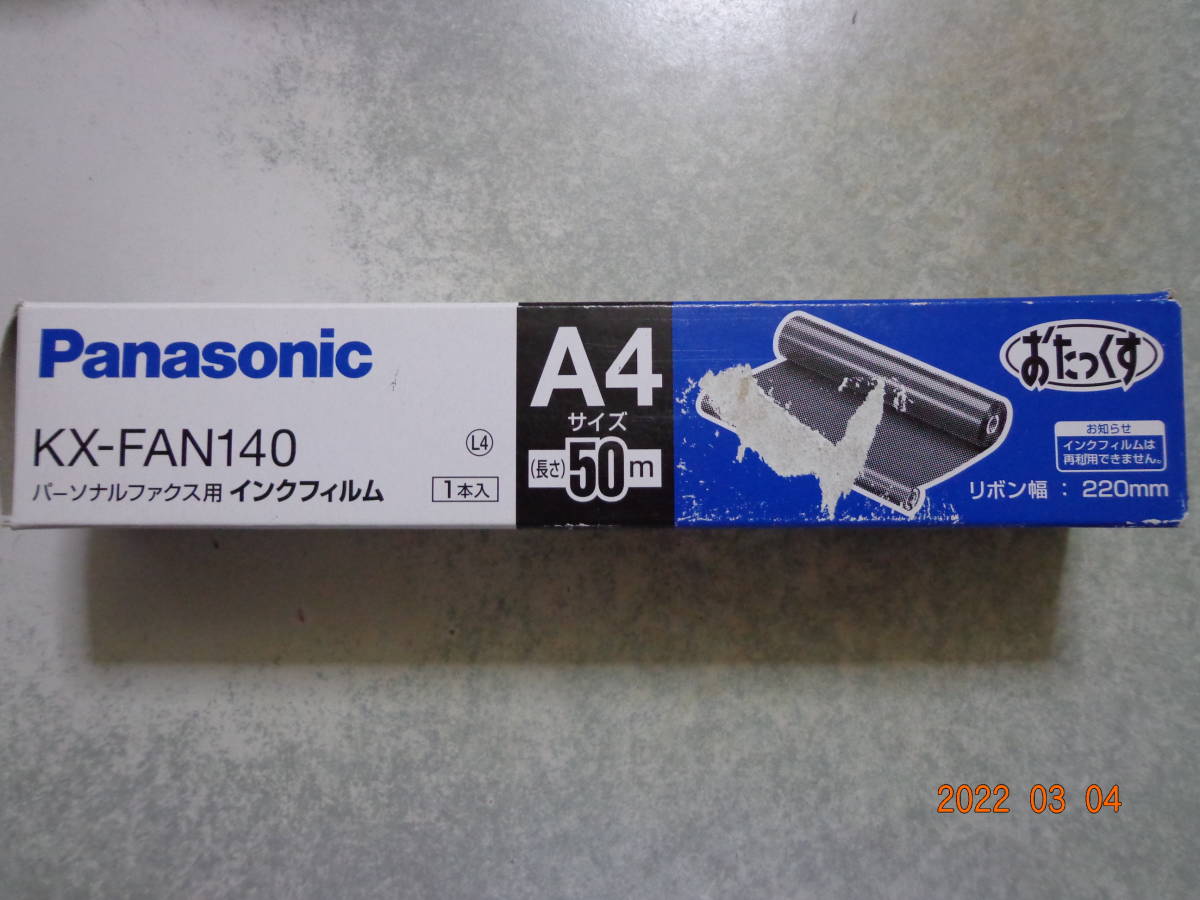 Panasonic
KX-FAN140
L4
パーソナルファクス用 インクフィルム
1本入
A4
サイズ
(長さ)50m
おたっくす
お知らせ
インクフィルムは
再利用できません。
リボン幅 : 220mm
2022 03 04